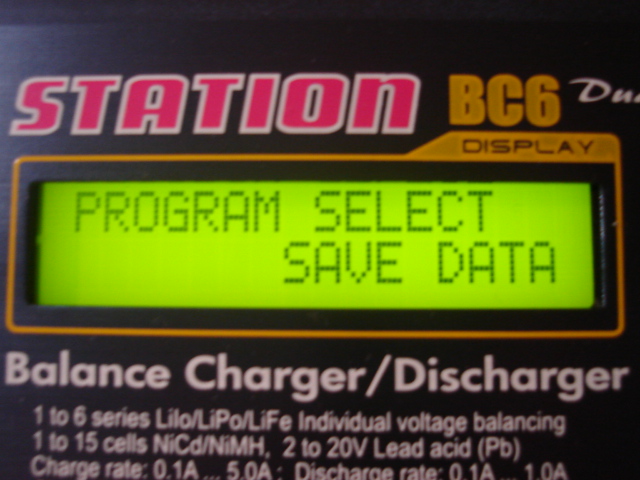 STATION BC6
DISPLAY
PROGRAM SELECT
SAVE DATA
Balance Charger/Discharger
1 to 6 series LiIo/LiPo/LiFe Individual voltage balancing
1 to 15 cells NiCd/NiMH, 2 to 20V Lead acid (Pb)
Charge rate: 0.1A ... 5.0A ; Discharge rate: 0.1A ... 1.0A